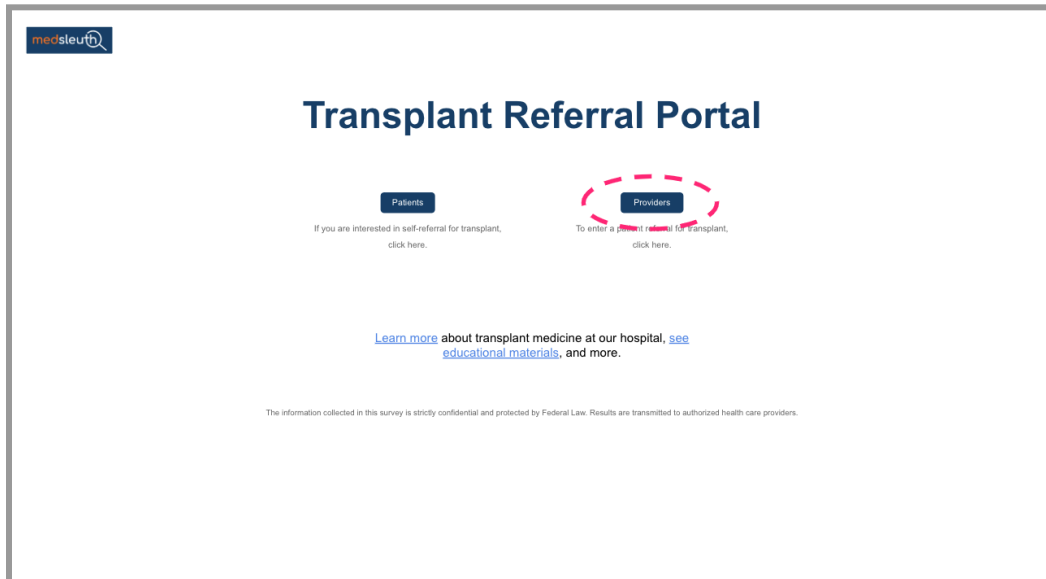 medsleuth
Transplant Referral Portal
Patients
If you are interested in self-referral for transplant,
click here.
Providers
To enter a patient referral for transplant,
click here.
Learn more about transplant medicine at our hospital, see
educational materials, and more.
The information collected in this survey is strictly confidential and protected by Federal Law. Results are transmitted to authorized health care providers.